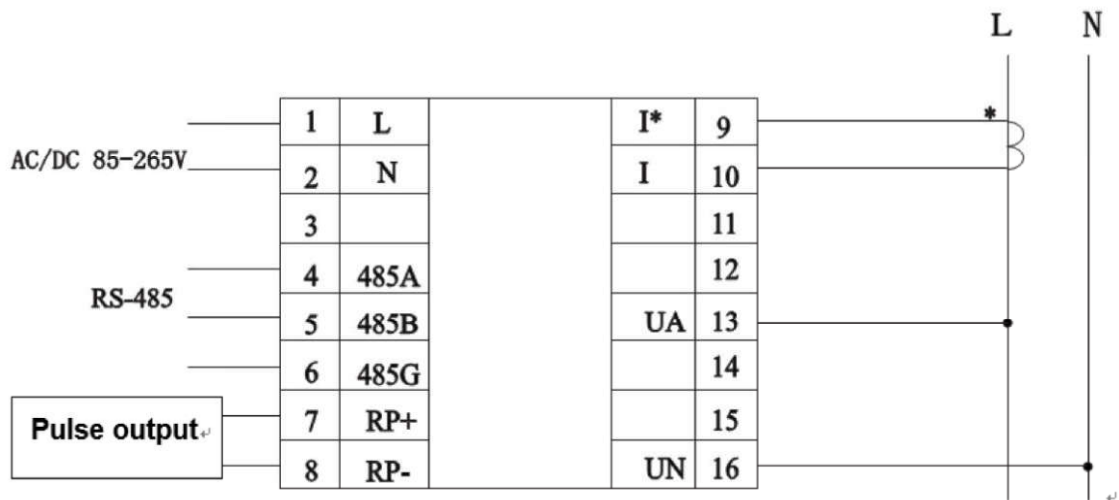 L N
1 L I* 9 *
AC/DC 85-265V 2 N I 10
3 11
4 485A 12
RS-485
5 485B UA 13
6 485G 14
Pulse output 7 RP+ 15
8 RP- UN 16